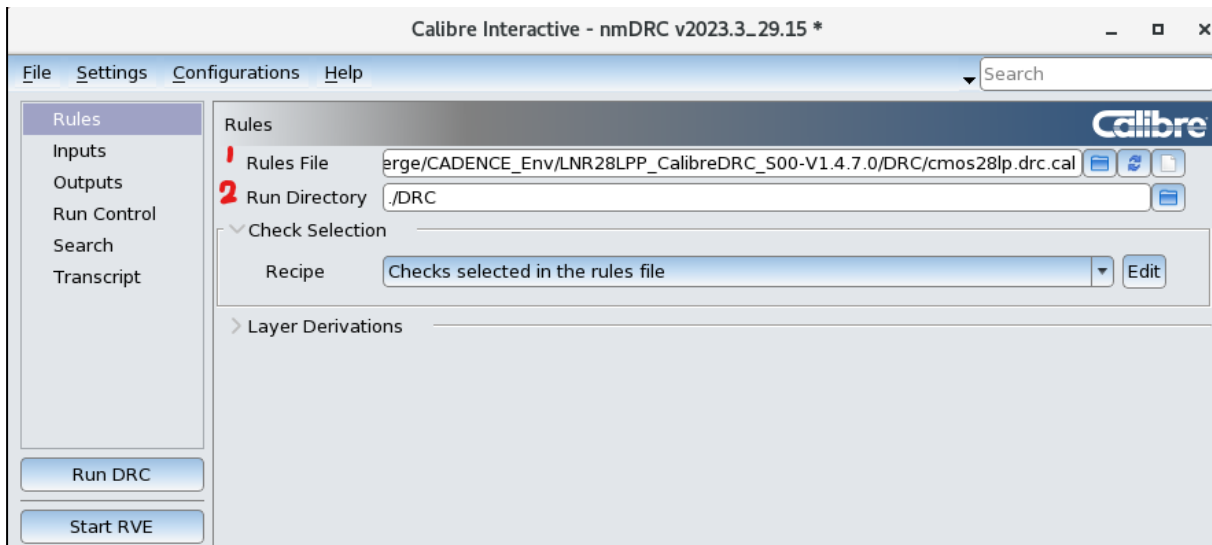 Calibre Interactive - nmDRC v2023.3_29.15 *
File Settings Configurations Help Search
Rules
Inputs
Outputs
Run Control
Search
Transcript
Run DRC
Start RVE
Rules Calibre
1 Rules File erge/CADENCE_Env/LNR28LPP_CalibreDRC_S00-V1.4.7.0/DRC/cmos28lp.drc.cal
2 Run Directory ./DRC
Check Selection
Recipe Checks selected in the rules file Edit
Layer Derivations